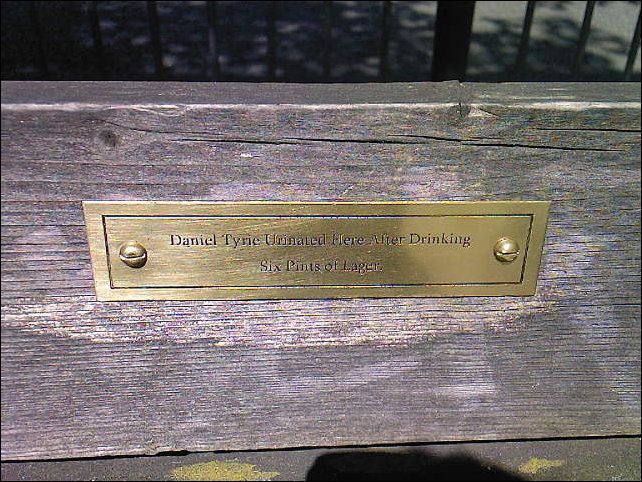 Daniel Tyrie Urinated Here After Drinking
Six Pints of Lager.